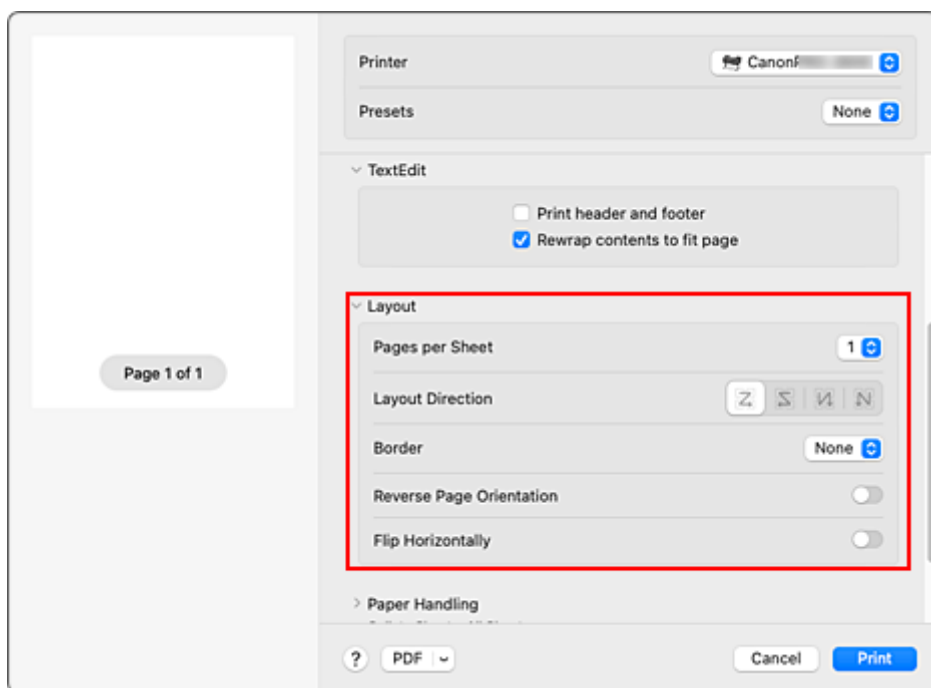 Page 1 of 1
Printer
Presets
None
TextEdit
Print header and footer
Rewrap contents to fit page
Layout
Pages per Sheet
1
Layout Direction
Border
None
Reverse Page Orientation
Flip Horizontally
Paper Handling
?
PDF
Cancel
Print